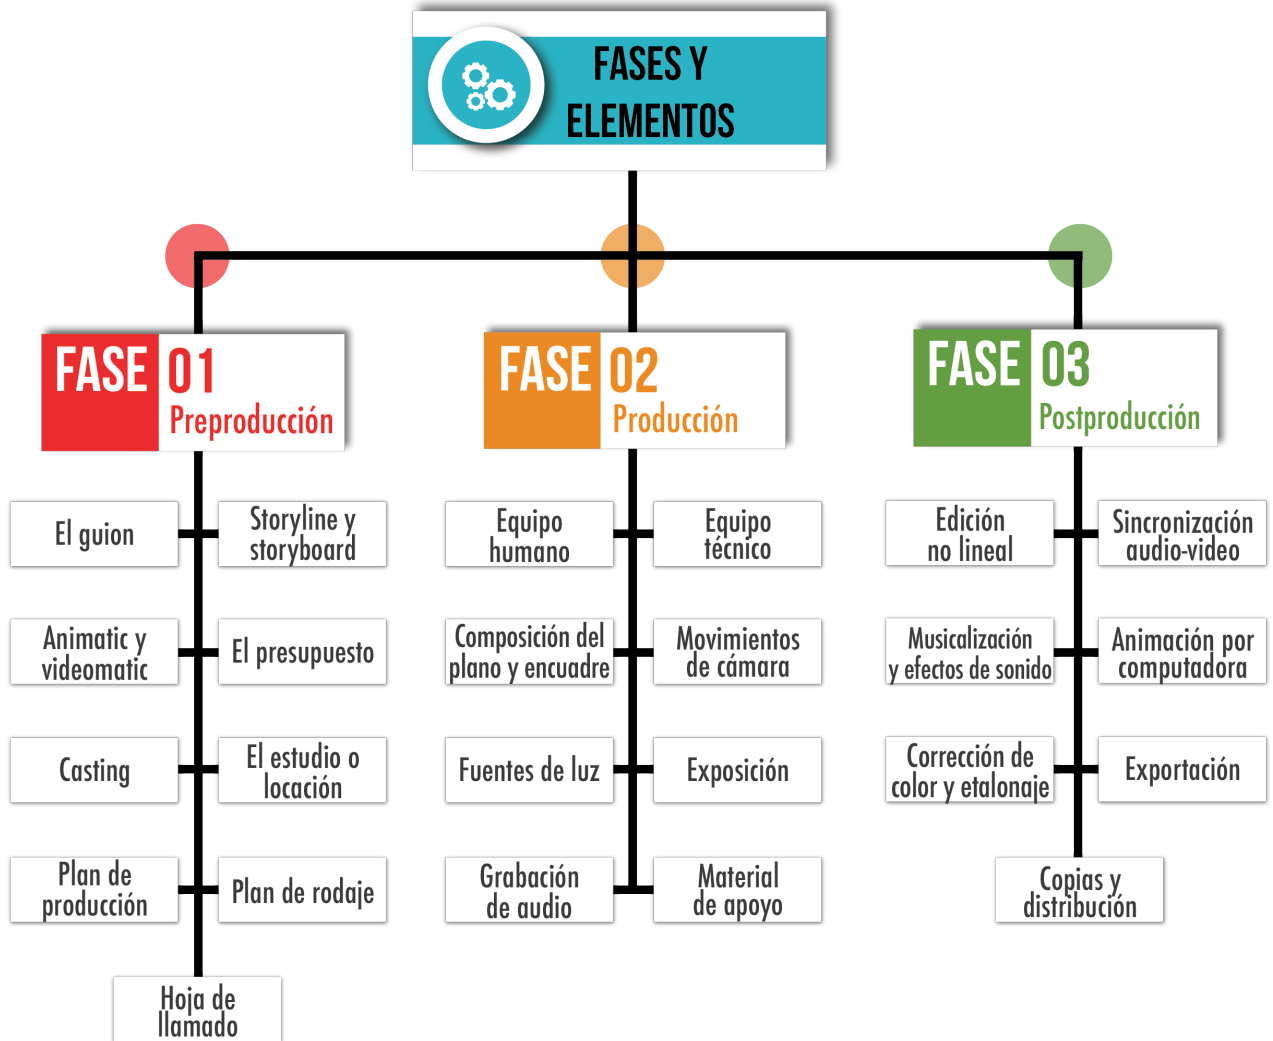 FASES Y
ELEMENTOS
FASE 01
Preproducción
El guion
Storyline y
storyboard
Animatic y
videomatic
El presupuesto
Casting
El estudio o
locación
Plan de
producción
Plan de rodaje
Hoja de
llamado
FASE 02
Producción
Equipo
humano
Equipo
técnico
Composición del
plano y encuadre
Movimientos
de cámara
Fuentes de luz
Exposición
Grabación
de audio
Material
de apoyo
FASE 03
Postproducción
Edición
no lineal
Sincronización
audio-video
Musicalización
y efectos de sonido
Animación por
computadora
Corrección de
color y etalonaje
Exportación
Copias y
distribución